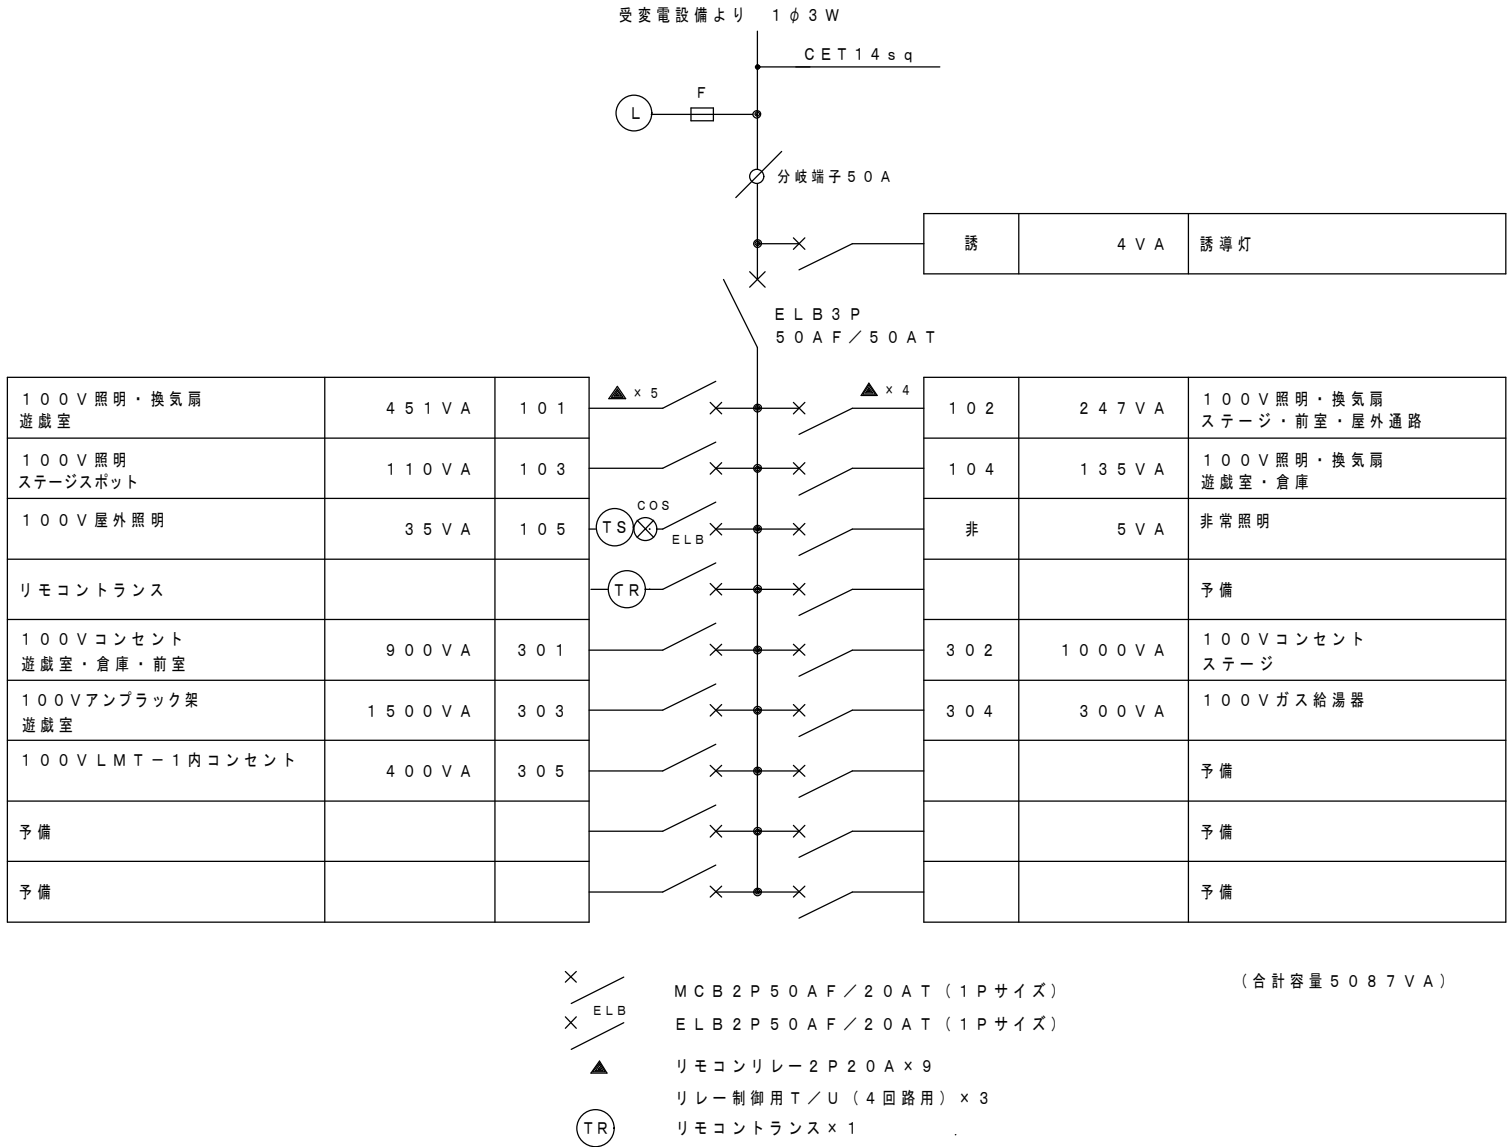 受変電設備より 1φ3W
CET14sq
F
L
分岐端子50A
誘 4VA 誘導灯
ELB3P
50AF/50AT
100V照明・換気扇
遊戯室
451VA 101
▲×5
▲×4
102 247VA
100V照明・換気扇
ステージ・前室・屋外通路
100V照明
ステージスポット
110VA 103
104 135VA
100V照明・換気扇
遊戯室・倉庫
100V屋外照明
35VA 105
TS
COS
ELB
非 5VA 非常照明
リモコントランス
TR
予備
100Vコンセント
遊戯室・倉庫・前室
900VA 301
302 1000VA
100Vコンセント
ステージ
100Vアンプラック架
遊戯室
1500VA 303
304 300VA 100Vガス給湯器
100VLMT-1内コンセント
400VA 305
予備
予備
予備
予備
予備
(合計容量5087VA)
MCB2P50AF/20AT(1Pサイズ)
ELB
ELB2P50AF/20AT(1Pサイズ)
▲ リモコンリレー2P20A×9
リレー制御用T/U(4回路用)×3
TR リモコントランス×1